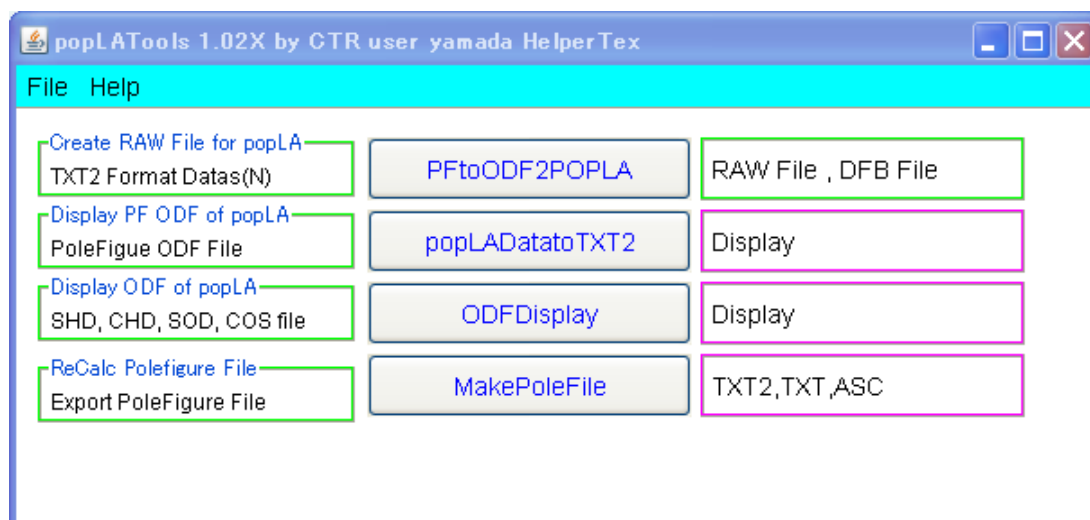 popLATools 1.02X by CTR user yamada HelperTex
File Help
Create RAW File for popLA
TXT2 Format Datas(N)
PFtoODF2POPLA
RAW File , DFB File
Display PF ODF of popLA
PoleFigue ODF File
popLADatatoTXT2
Display
Display ODF of popLA
SHD, CHD, SOD, COS file
ODFDisplay
Display
ReCalc Polefigure File
Export PoleFigure File
MakePoleFile
TXT2,TXT,ASC